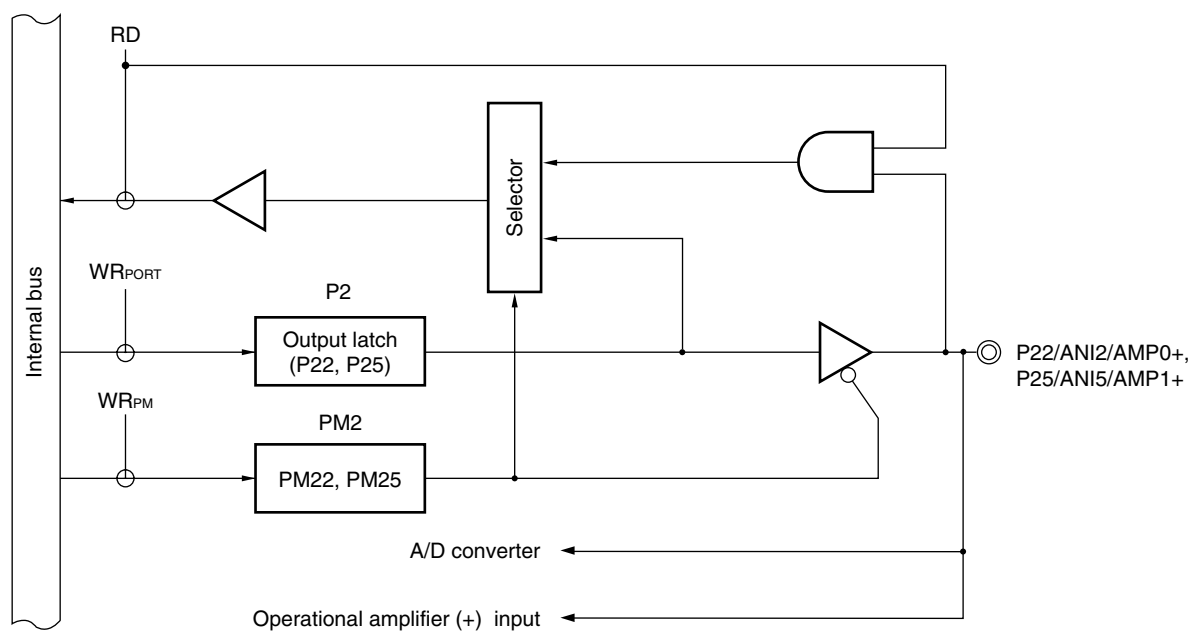 RD
Selector
Internal bus
WRPORT
P2
Output latch
(P22, P25)
P22/ANI2/AMP0+,
P25/ANI5/AMP1+
WRPM
PM2
PM22, PM25
A/D converter
Operational amplifier (+) input